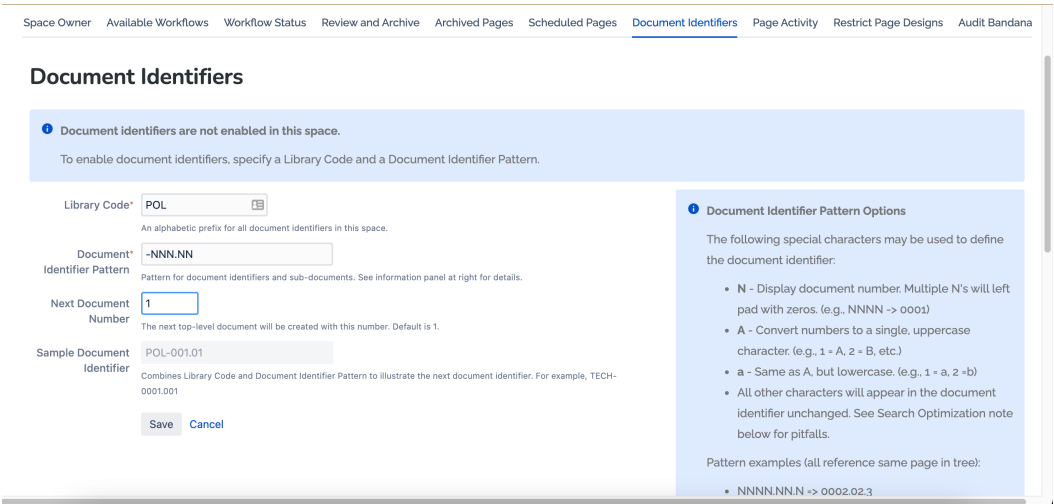 Space Owner Available Workflows Workflow Status Review and Archive Archived Pages Scheduled Pages Document Identifiers Page Activity Restrict Page Designs Audit Bandana
Document Identifiers
Document identifiers are not enabled in this space.
To enable document identifiers, specify a Library Code and a Document Identifier Pattern.
Library Code* POL
An alphabetic prefix for all document identifiers in this space.
Document* -NNN.NN
Identifier Pattern
Pattern for document identifiers and sub-documents. See information panel at right for details.
Next Document 1
Number
The next top-level document will be created with this number. Default is 1.
Sample Document POL-001.01
Identifier
Combines Library Code and Document Identifier Pattern to illustrate the next document identifier. For example, TECH-
0001.001
Save Cancel
Document Identifier Pattern Options
The following special characters may be used to define
the document identifier:
• N - Display document number. Multiple N's will left
pad with zeros. (e.g., NNNN -> 0001)
• A - Convert numbers to a single, uppercase
character. (e.g., 1 = A, 2 = B, etc.)
• a - Same as A, but lowercase. (e.g., 1 = a, 2 =b)
• All other characters will appear in the document
identifier unchanged. See Search Optimization note
below for pitfalls.
Pattern examples (all reference same page in tree):
• NNNN.NN.N => 0002.02.3